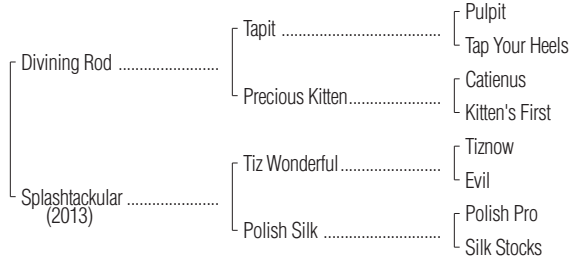 Pulpit
Tapit
Tap Your Heels
Divining Rod
Catienus
Precious Kitten
Kitten's First
Tiznow
Tiz Wonderful
Evil
Splashtackular
(2013)
Polish Pro
Polish Silk
Silk Stocks